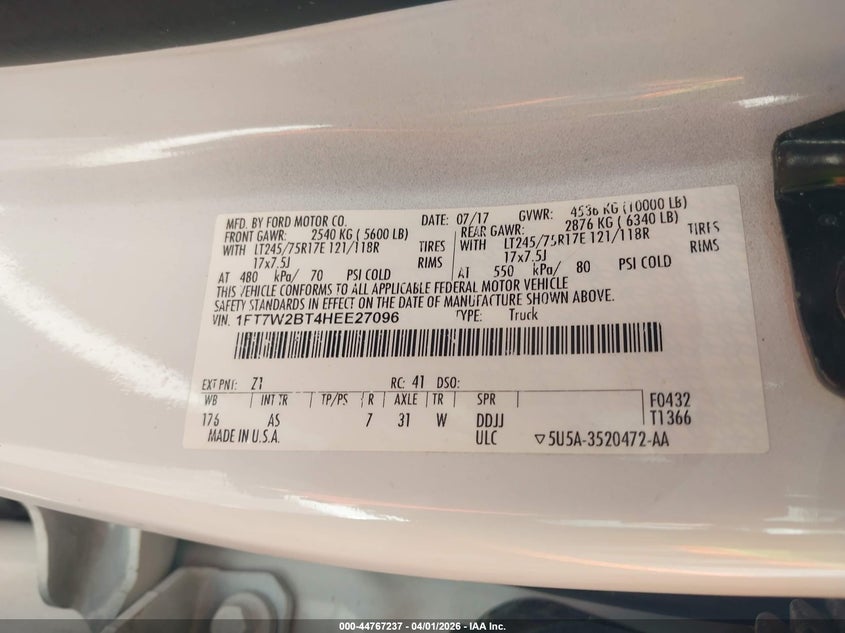 MFD. BY FORD MOTOR CO. DATE: 07/17 GVWR: 4536 KG (10000 LB)
FRONT GAWR: 2540 KG ( 5600 LB) REAR GAWR: 2876 KG ( 6340 LB)
WITH LT245/75R17E 121/118R TIRES WITH LT245/75R17E 121/118R TIRES
17x7.5J RIMS 17x7.5J RIMS
AT 480 kPa/ 70 PSI COLD AT 550 kPa/ 80 PSI COLD
THIS VEHICLE CONFORMS TO ALL APPLICABLE FEDERAL MOTOR VEHICLE
SAFETY STANDARDS IN EFFECT ON THE DATE OF MANUFACTURE SHOWN ABOVE.
VIN. 1FT7W2BT4HEE27096 TYPE: Truck
EXT PNT: Z1 RC: 41 DSO:
WB INT TR TP/PS R AXLE TR SPR F0432
176 AS 7 31 W DDJJ T1366
MADE IN U.S.A. ULC ▽5U5A-3520472-AA
000-44767237 - 04/01/2026 - IAA Inc.